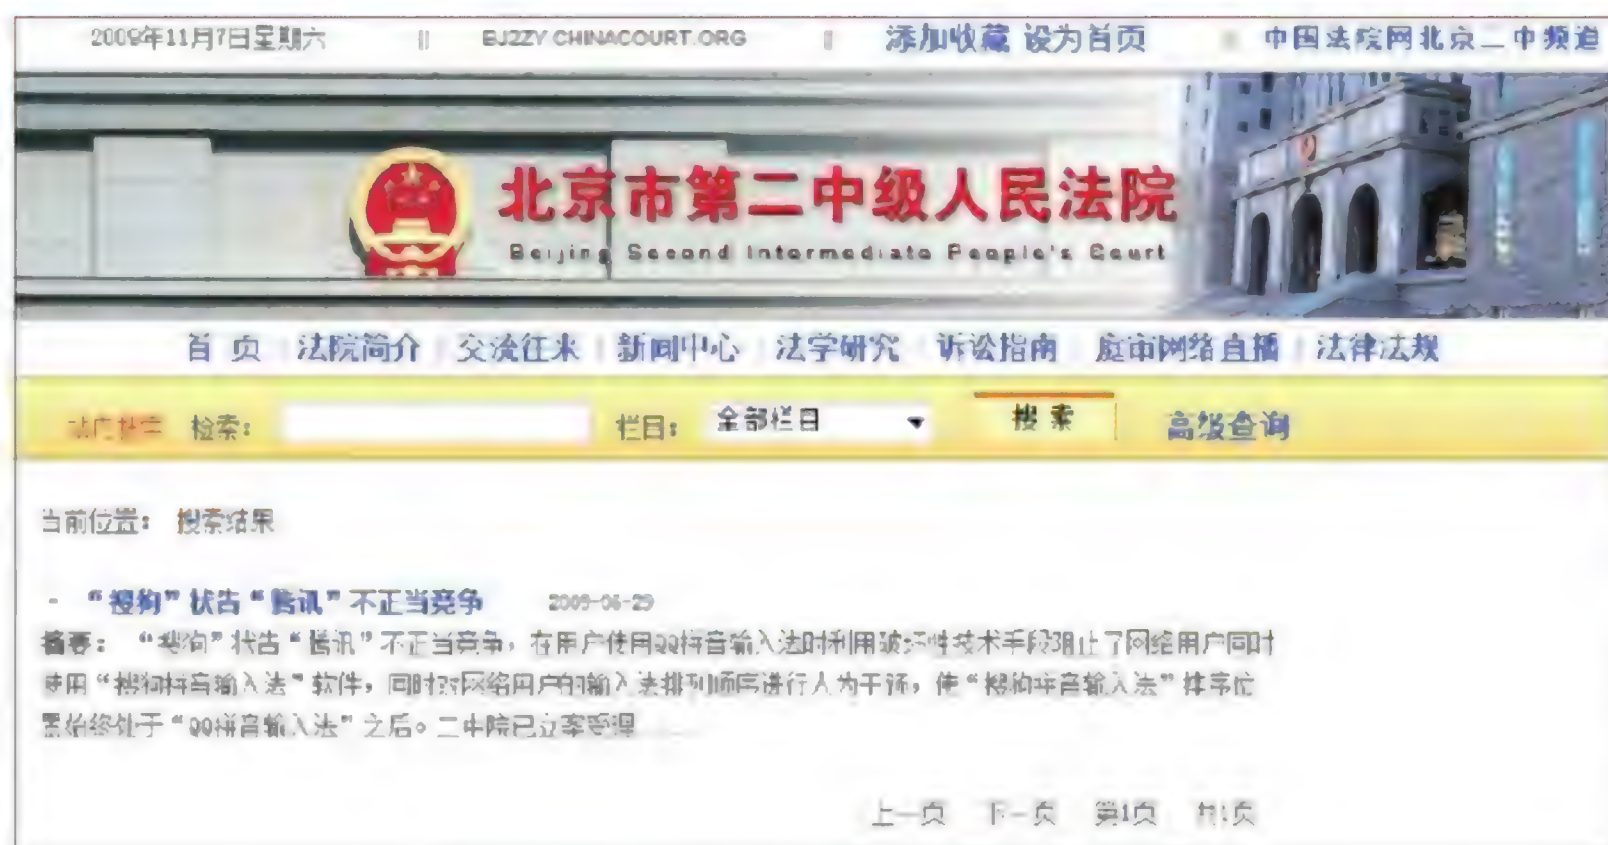 2009年11月7日星期六 || BJ2ZY.CHINACOURT.ORG || 添加收藏 设为首页 中国法院网北京二中频道
北京市第二中级人民法院
Beijing Second Intermediate People's Court
首 页 | 法院简介 | 交流往来 | 新闻中心 | 法学研究 | 诉讼指南 | 庭审网络直播 | 法律法规
站内搜索 检索： 栏目： 全部栏目 搜 索 高级查询
当前位置： 搜索结果
- “搜狗”状告“腾讯”不正当竞争 2009-06-29
摘要： “搜狗”状告“腾讯”不正当竞争，在用户使用QQ拼音输入法时利用破坏性技术手段阻止了网络用户同时
使用“搜狗拼音输入法”软件，同时对网络用户的输入法排列顺序进行人为干预，使“搜狗拼音输入法”排序位
置始终处于“QQ拼音输入法”之后。二中院已立案受理......
上一页 下一页 第1页 共1页